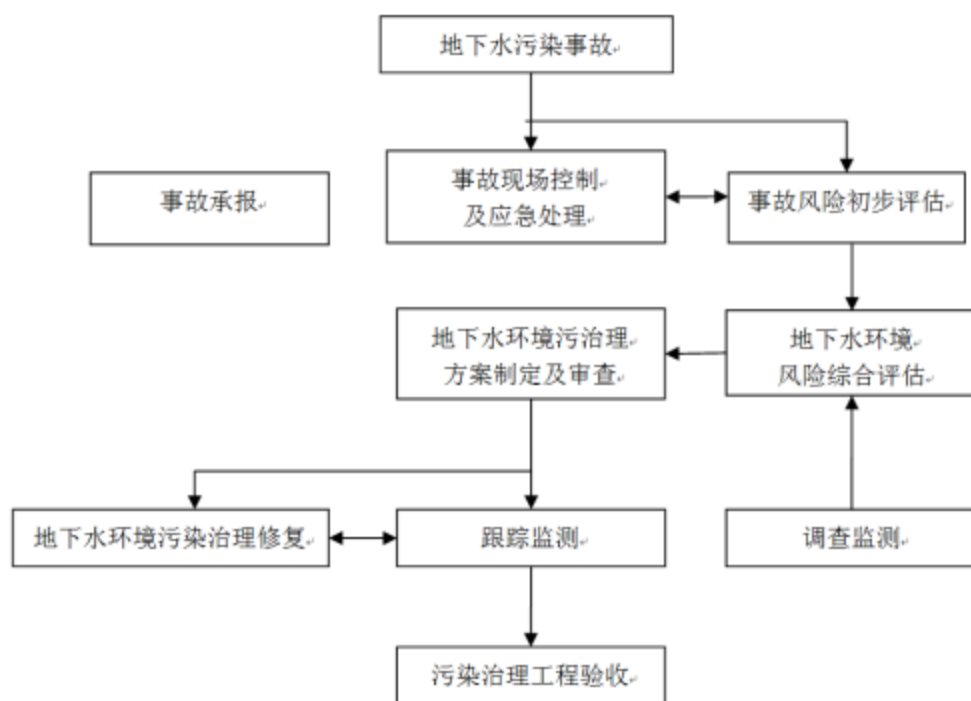 地下水污染事故
事故承报
事故现场控制
及应急处理
事故风险初步评估
地下水环境污治理
方案制定及审查
地下水环境
风险综合评估
地下水环境污染治理修复
跟踪监测
调查监测
污染治理工程验收